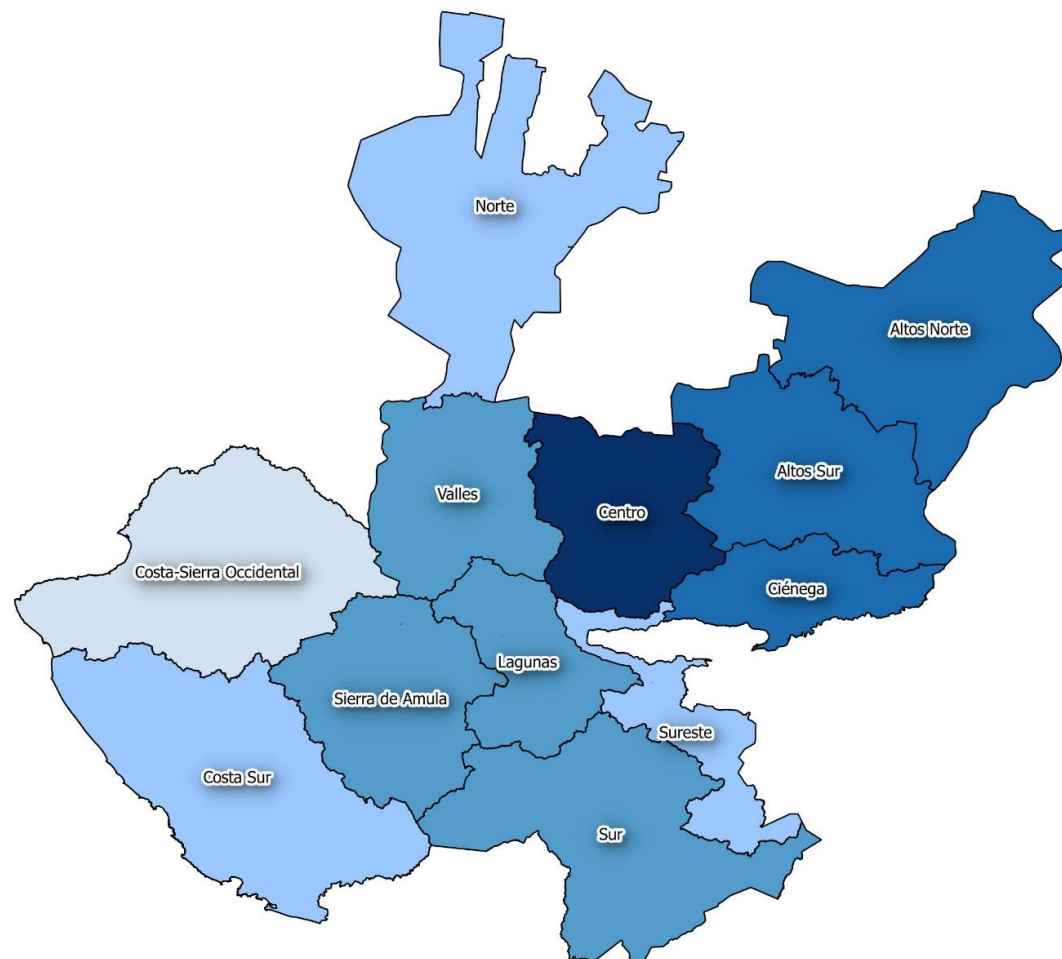 Norte
Altos Norte
Altos Sur
Valles
Centro
Costa-Sierra Occidental
Ciénega
Lagunas
Sierra de Amula
Sureste
Costa Sur
Sur